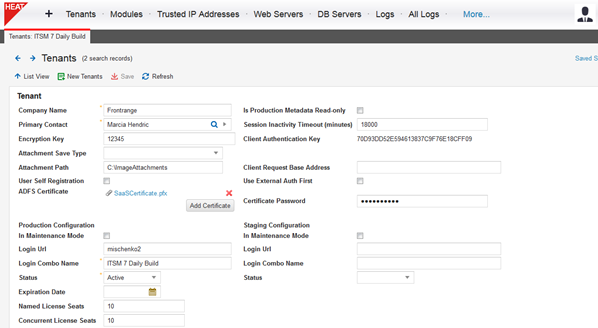 HEAT
+ Tenants · Modules · Trusted IP Addresses · Web Servers · DB Servers · Logs · All Logs · More...
Tenants: ITSM 7 Daily Build
Tenants (2 search records)
Saved S
List View New Tenants Save Refresh
Tenant
Company Name Frontrange Is Production Metadata Read-only
Primary Contact Marcia Hendric Session Inactivity Timeout (minutes) 18000
Encryption Key 12345 Client Authentication Key 70D93DD52E594613837C9F76E18CFF09
Attachment Save Type
Attachment Path C:\ImageAttachments Client Request Base Address
User Self Registration Use External Auth First
ADFS Certificate SaaSCertificate.pfx
Add Certificate
Certificate Password ••••••••••
Production Configuration Staging Configuration
In Maintenance Mode In Maintenance Mode
Login Url mischenko2 Login Url
Login Combo Name ITSM 7 Daily Build Login Combo Name
Status Active Status
Expiration Date
Named License Seats 10
Concurrent License Seats 10